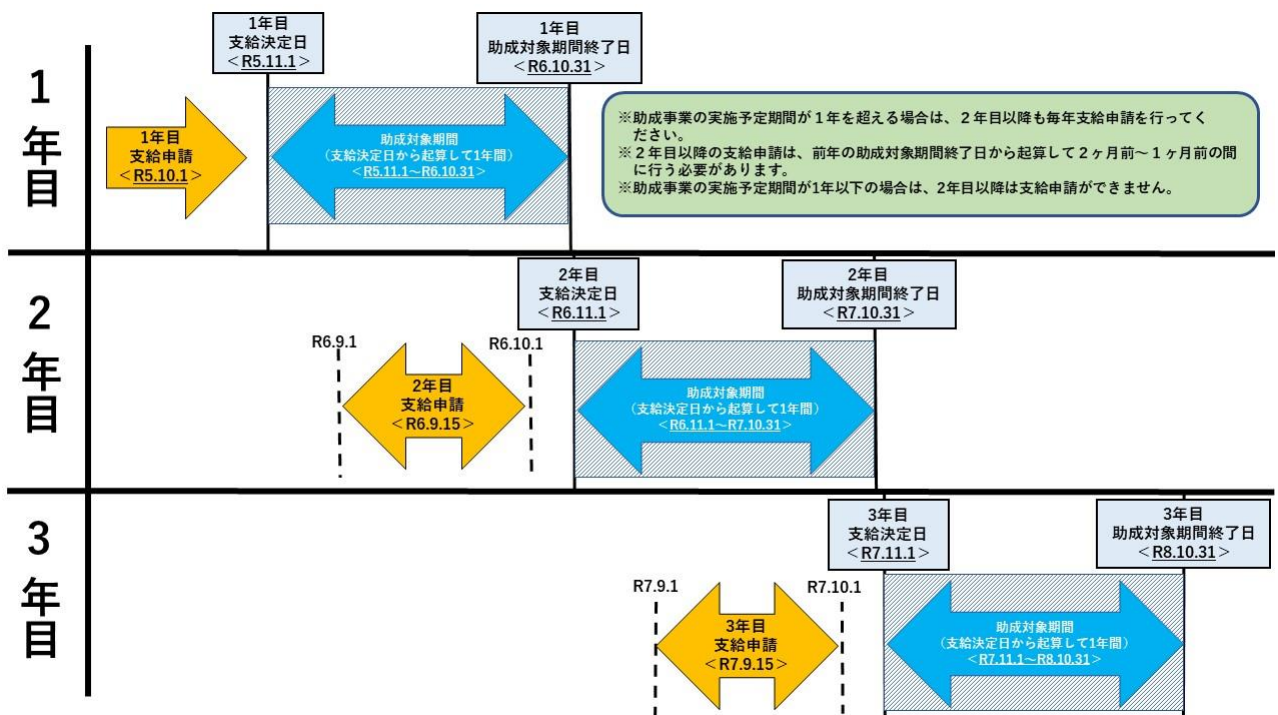 1
年
目
1年目
支給申請
＜R5.10.1＞
1年目
支給決定日
＜R5.11.1＞
1年目
助成対象期間終了日
＜R6.10.31＞
助成対象期間
（支給決定日から起算して1年間）
＜R5.11.1～R6.10.31＞
※助成事業の実施予定期間が１年を超える場合は、２年目以降も毎年支給申請を行ってく
ださい。
※２年目以降の支給申請は、前年の助成対象期間終了日から起算して２ヶ月前～１ヶ月前の間
に行う必要があります。
※助成事業の実施予定期間が1年以下の場合は、2年目以降は支給申請ができません。
2
年
目
R6.9.1
R6.10.1
2年目
支給申請
＜R6.9.15＞
2年目
支給決定日
＜R6.11.1＞
2年目
助成対象期間終了日
＜R7.10.31＞
助成対象期間
（支給決定日から起算して1年間）
＜R6.11.1～R7.10.31＞
3
年
目
R7.9.1
R7.10.1
3年目
支給申請
＜R7.9.15＞
3年目
支給決定日
＜R7.11.1＞
3年目
助成対象期間終了日
＜R8.10.31＞
助成対象期間
（支給決定日から起算して1年間）
＜R7.11.1～R8.10.31＞